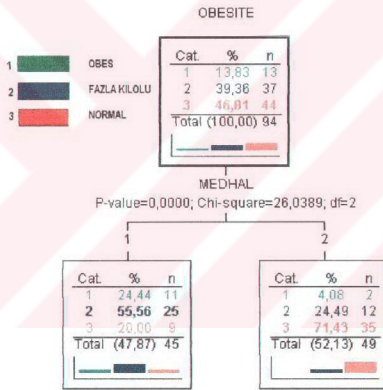 OBESITE
1 OBES
2 FAZLA KILOLU
3 NORMAL
Cat. % n
1 13,83 13
2 39,36 37
3 46,81 44
Total (100,00) 94
MEDHAL
P-value=0,0000; Chi-square=26,0389; df=2
1
2
Cat. % n
1 24,44 11
2 55,56 25
3 20,00 9
Total (47,87) 45
Cat. % n
1 4,08 2
2 24,49 12
3 71,43 35
Total (52,13) 49